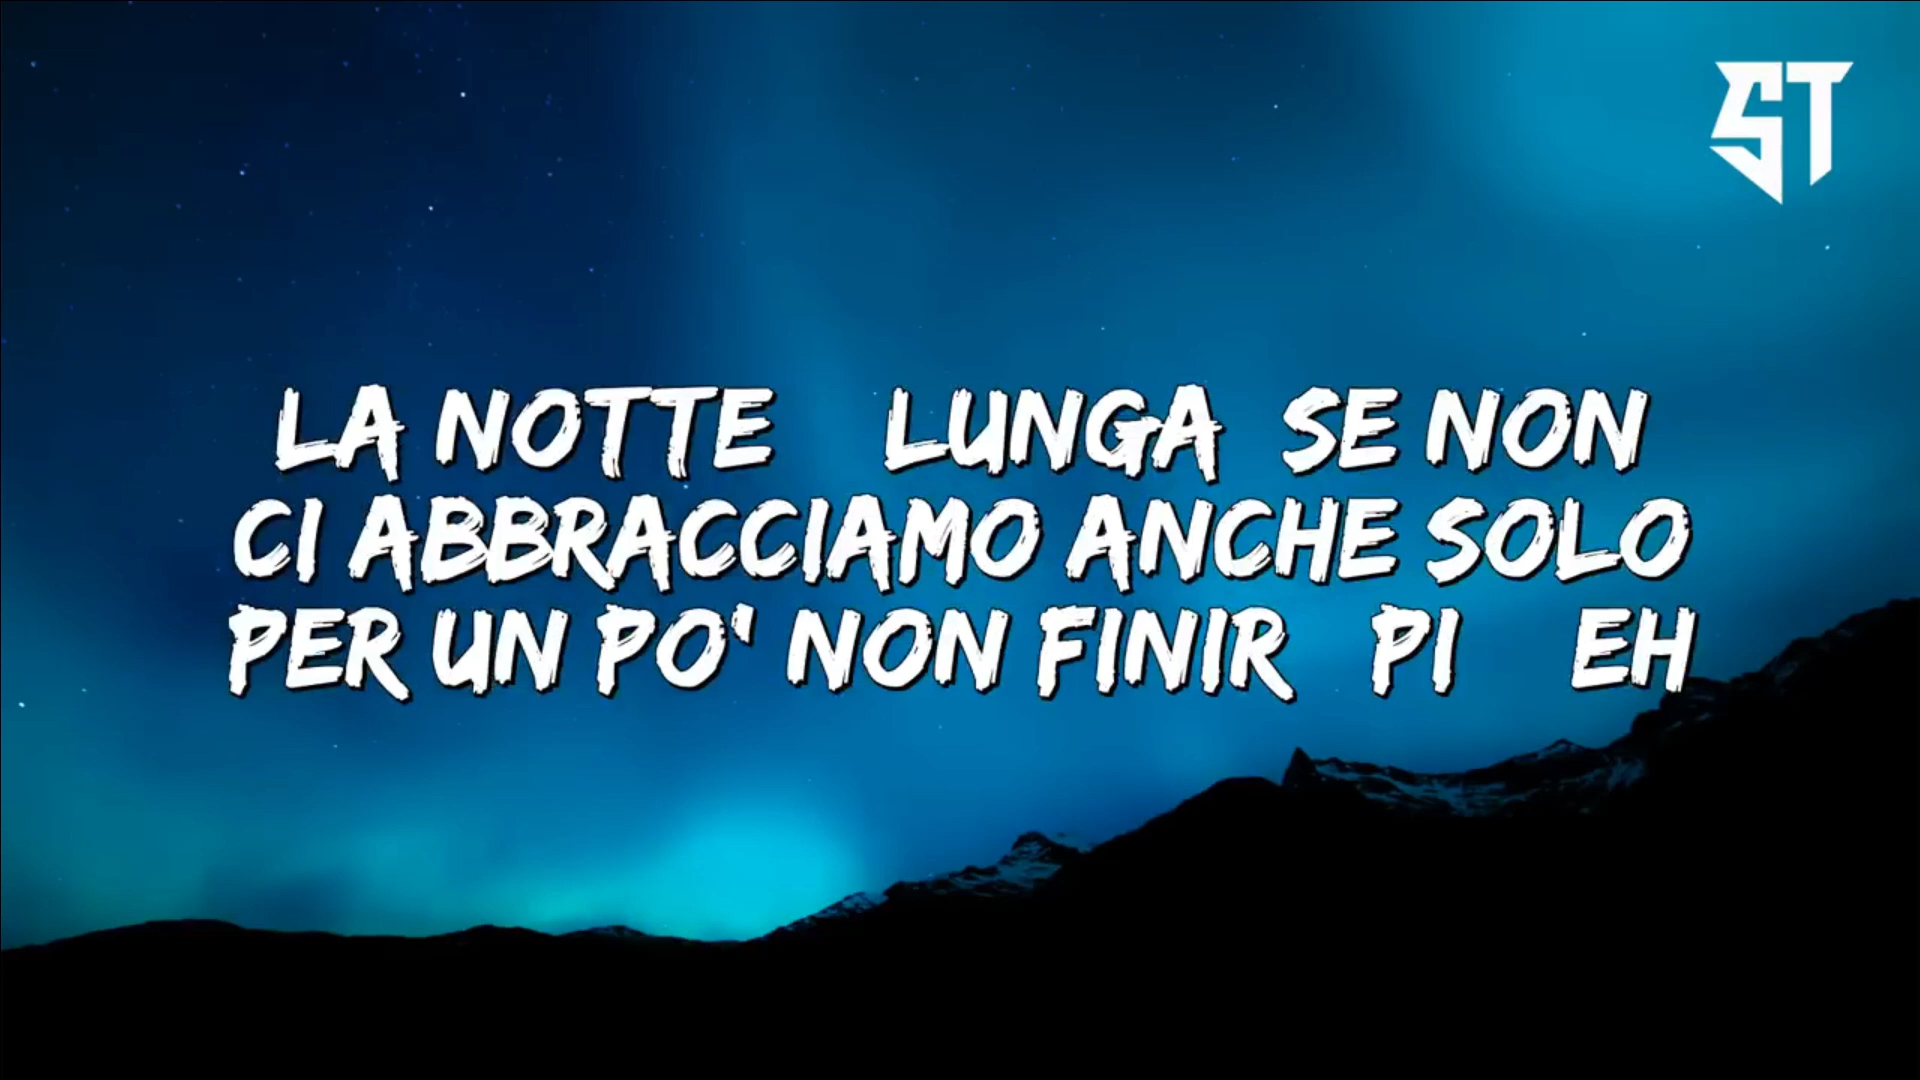 ST
LA NOTTE LUNGA SE NON
CI ABBRACCIAMO ANCHE SOLO
PER UN PO' NON FINIR PI EH